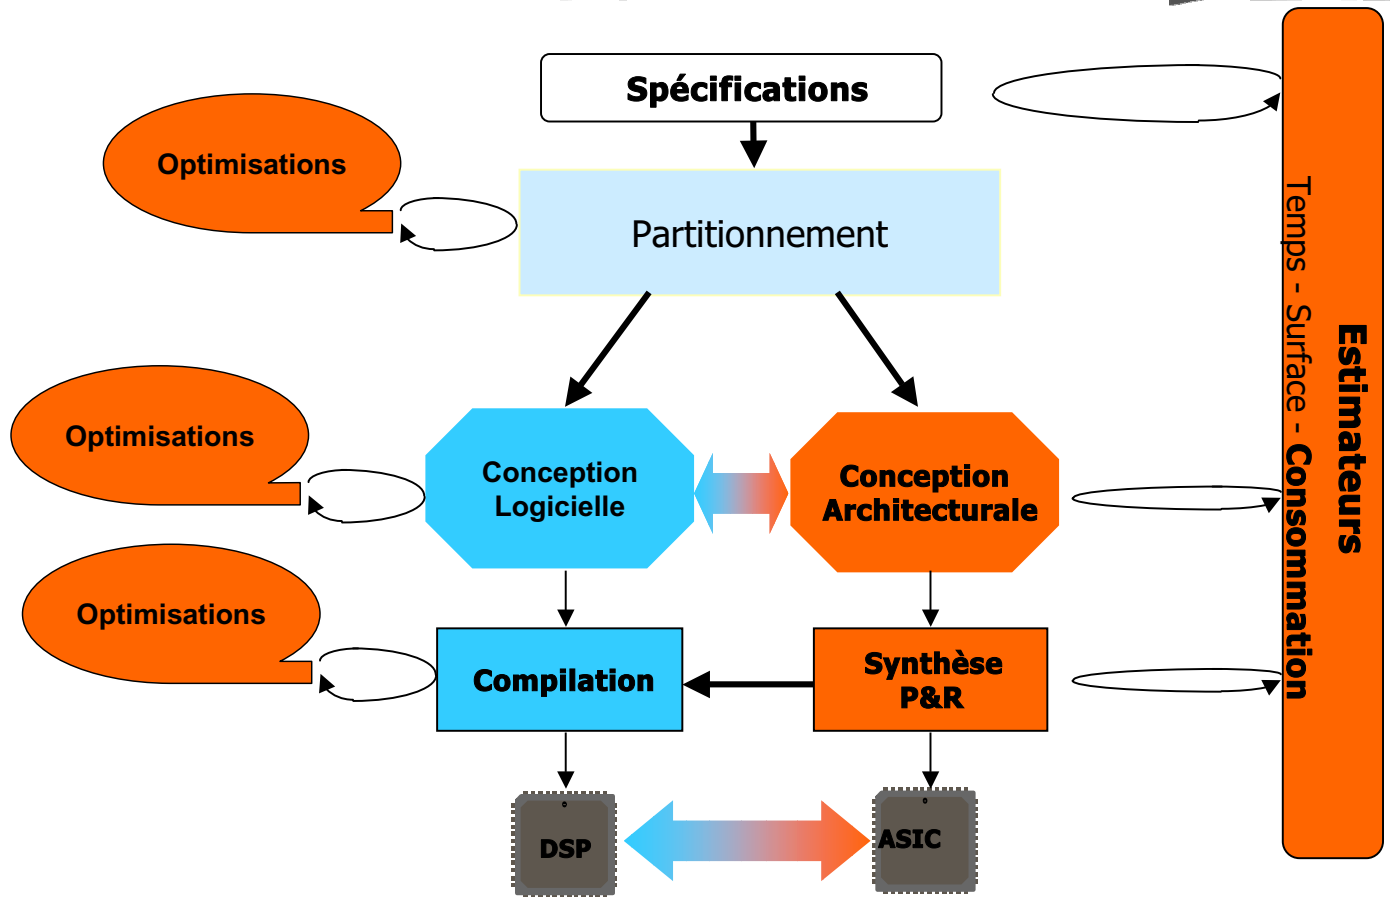 Spécifications
Optimisations
Partitionnement
Optimisations
Conception
Logicielle
Conception
Architecturale
Optimisations
Compilation
Synthèse
P&R
DSP
ASIC
Estimateurs
Temps - Surface - Consommation